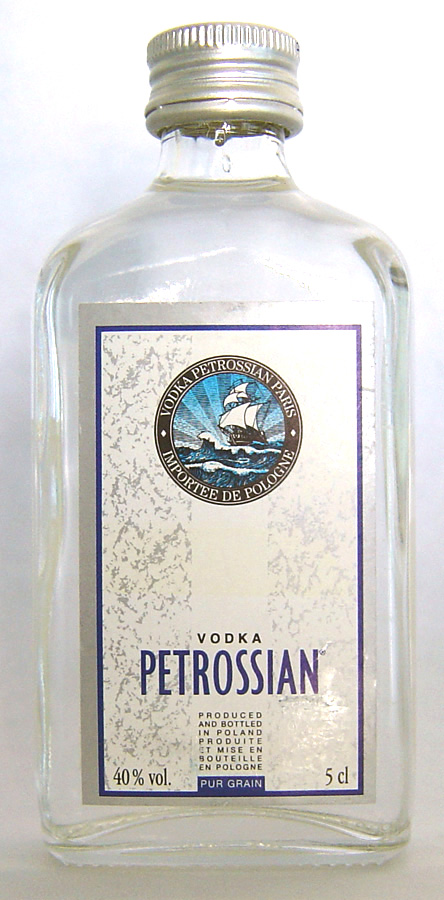 VODKA PETROSSIAN PARIS
IMPORTÉE DE POLOGNE
VODKA
PETROSSIAN®
PRODUCED
AND BOTTLED
IN POLAND
PRODUITE
ET MISE EN
BOUTEILLE
EN POLOGNE
40% vol.
PUR GRAIN
5 cl